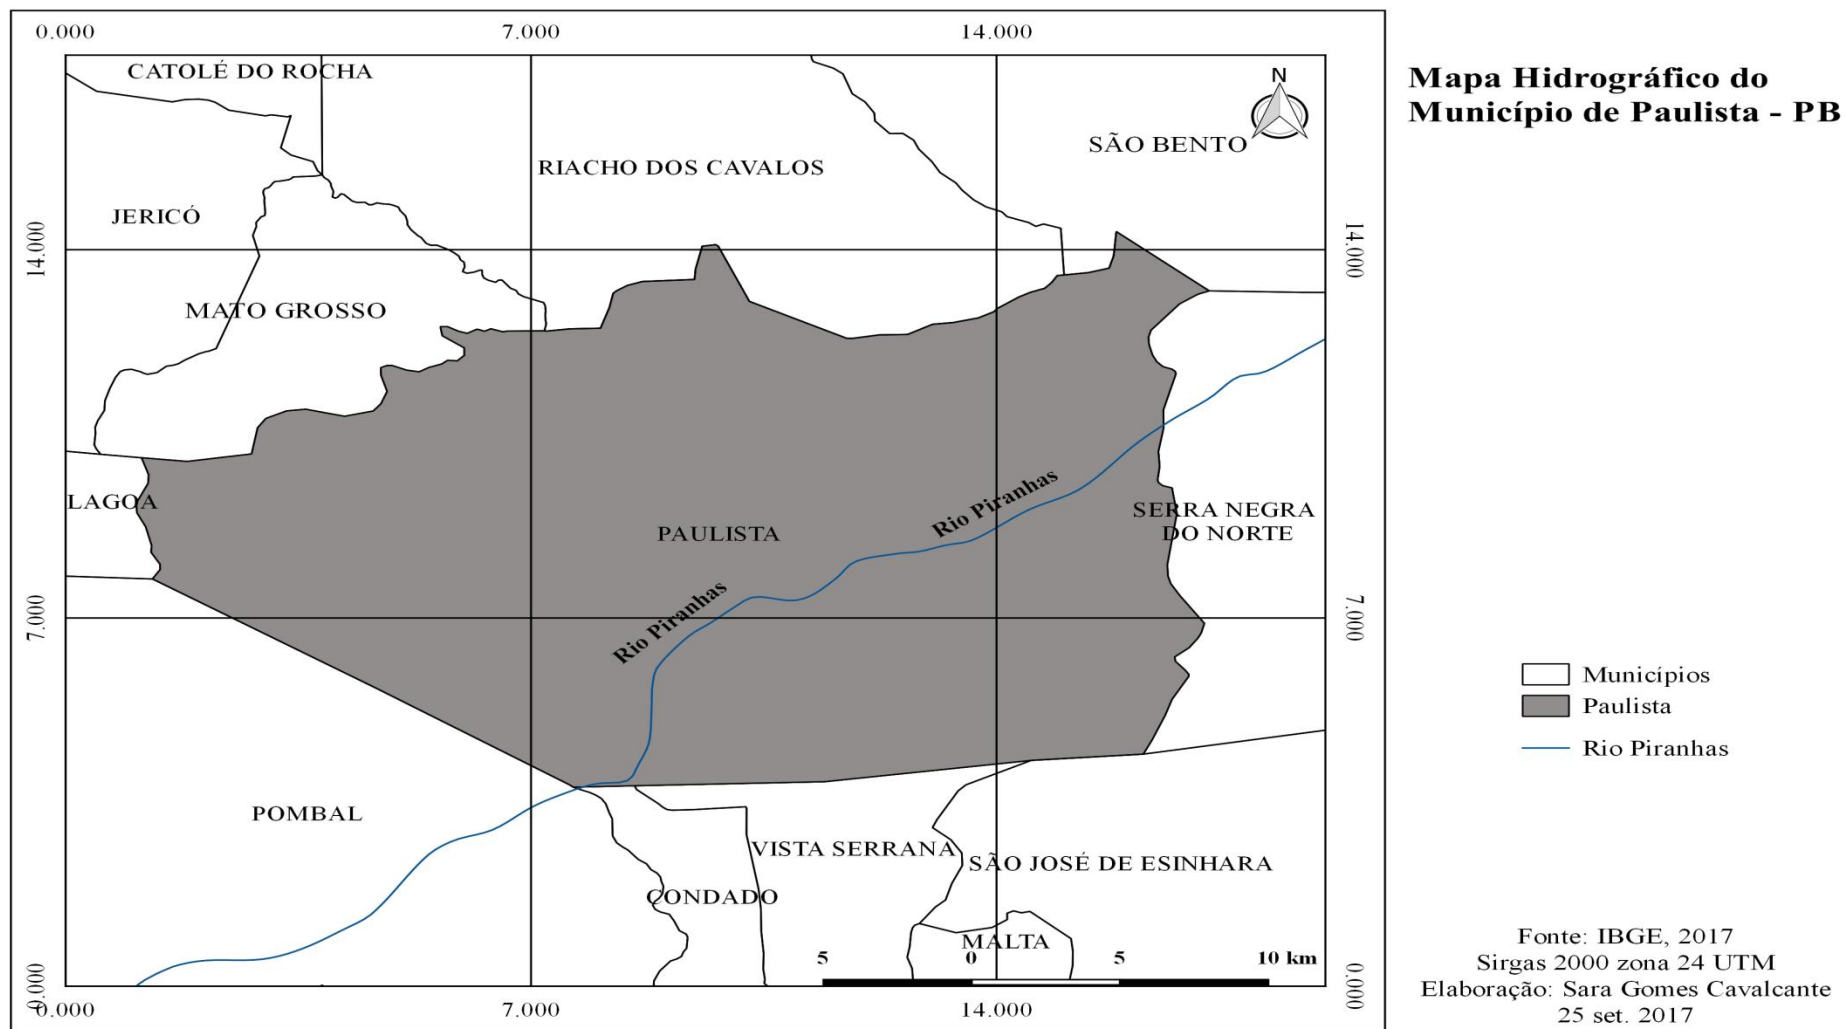 0.000
7.000
14.000
Mapa Hidrográfico do
Município de Paulista - PB
CATOLÉ DO ROCHA
N
SÃO BENTO
RIACHO DOS CAVALOS
JERICÓ
14.000
14.000
MATO GROSSO
LAGOA
Rio Piranhas
SERRA NEGRA
DO NORTE
PAULISTA
Rio Piranhas
7.000
7.000
Municípios
Paulista
Rio Piranhas
POMBAL
VISTA SERRANA
SÃO JOSÉ DE ESINHARA
CONDADO
MALTA
5
0
5
10 km
0.000
0.000
0.000
7.000
14.000
Fonte: IBGE, 2017
Sirgas 2000 zona 24 UTM
Elaboração: Sara Gomes Cavalcante
25 set. 2017